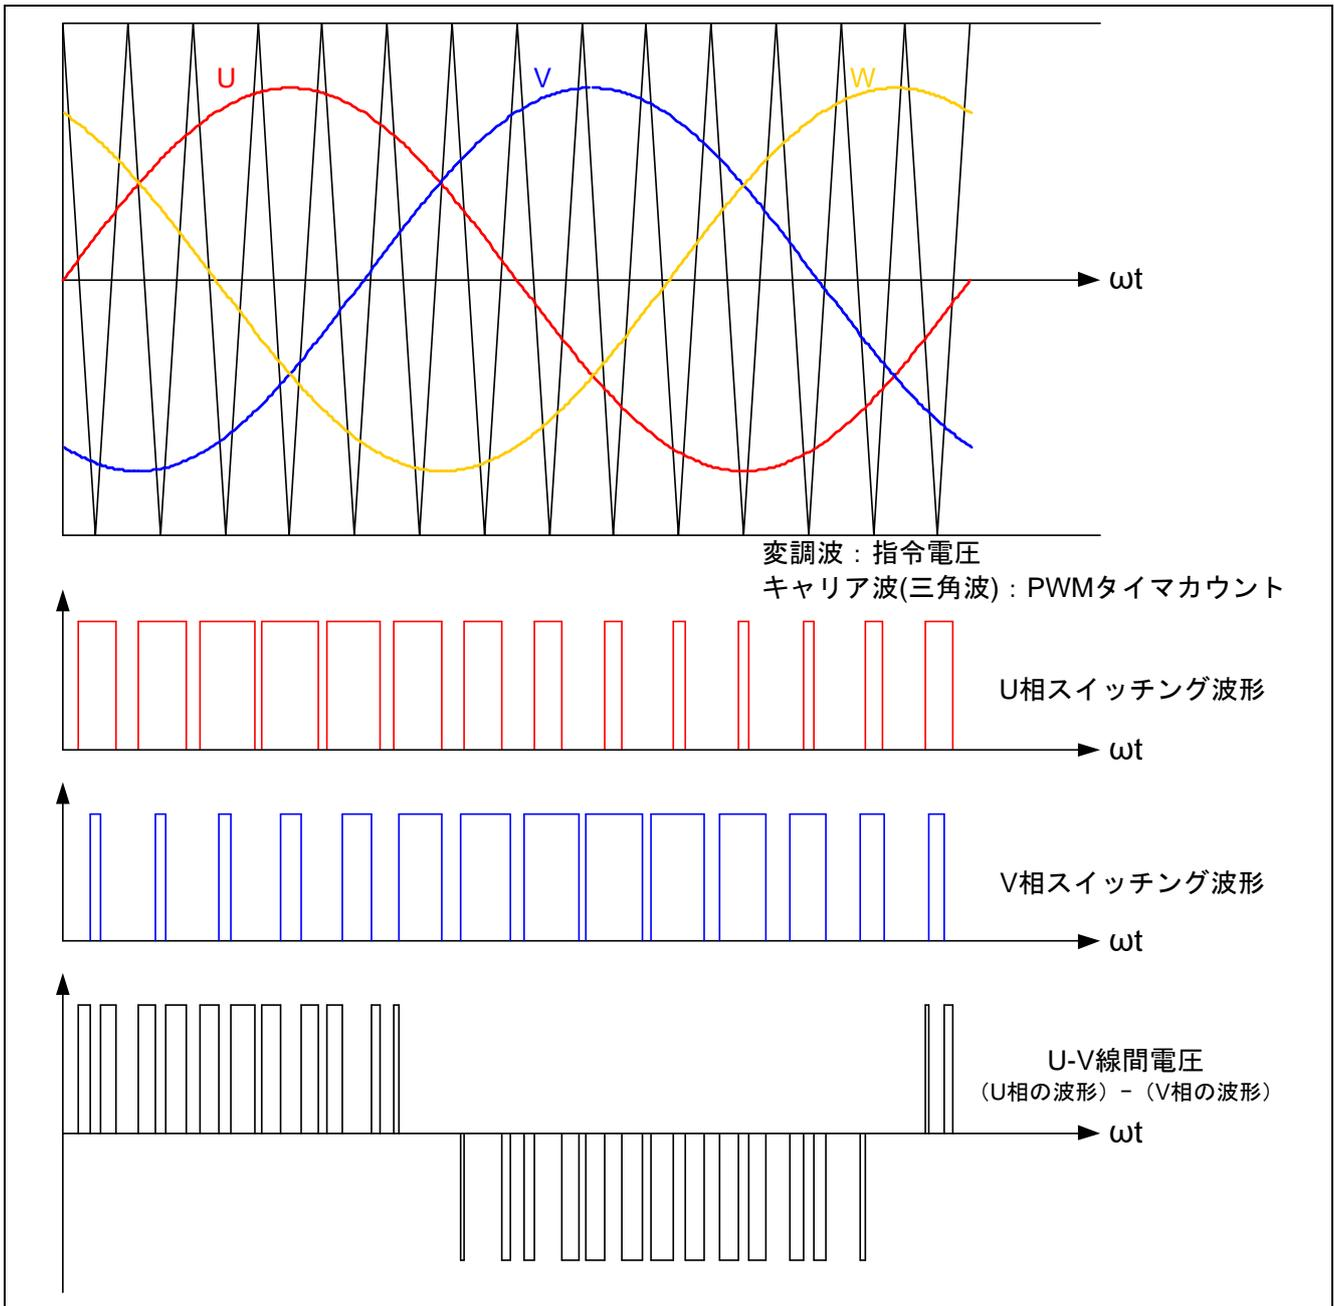 U
V
W
ωt
変調波：指令電圧
キャリア波(三角波)：PWMタイマカウント
U相スイッチング波形
ωt
V相スイッチング波形
ωt
U-V線間電圧
（U相の波形）－（V相の波形）
ωt